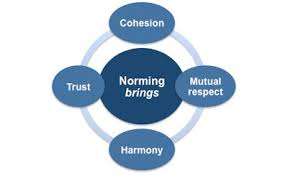 Cohesion
Norming
brings
Trust
Mutual
respect
Harmony